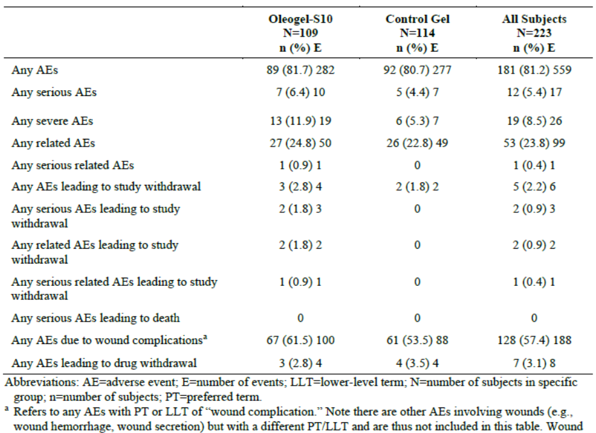 Oleogel-S10 Control Gel All Subjects
N=109 N=114 N=223
n (%) E n (%) E n (%) E
Any AEs 89 (81.7) 282 92 (80.7) 277 181 (81.2) 559
Any serious AEs 7 (6.4) 10 5 (4.4) 7 12 (5.4) 17
Any severe AEs 13 (11.9) 19 6 (5.3) 7 19 (8.5) 26
Any related AEs 27 (24.8) 50 26 (22.8) 49 53 (23.8) 99
Any serious related AEs 1 (0.9) 1 0 1 (0.4) 1
Any AEs leading to study withdrawal 3 (2.8) 4 2 (1.8) 2 5 (2.2) 6
Any serious AEs leading to study 2 (1.8) 3 0 2 (0.9) 3
withdrawal
Any related AEs leading to study 2 (1.8) 2 0 2 (0.9) 2
withdrawal
Any serious related AEs leading to study 1 (0.9) 1 0 1 (0.4) 1
withdrawal
Any serious AEs leading to death 0 0 0
Any AEs due to wound complicationsᵃ 67 (61.5) 100 61 (53.5) 88 128 (57.4) 188
Any AEs leading to drug withdrawal 3 (2.8) 4 4 (3.5) 4 7 (3.1) 8
Abbreviations: AE=adverse event; E=number of events; LLT=lower-level term; N=number of subjects in specific
group; n=number of subjects; PT=preferred term.
ᵃ Refers to any AEs with PT or LLT of “wound complication.” Note there are other AEs involving wounds (e.g.,
wound hemorrhage, wound secretion) but with a different PT/LLT and are thus not included in this table. Wound